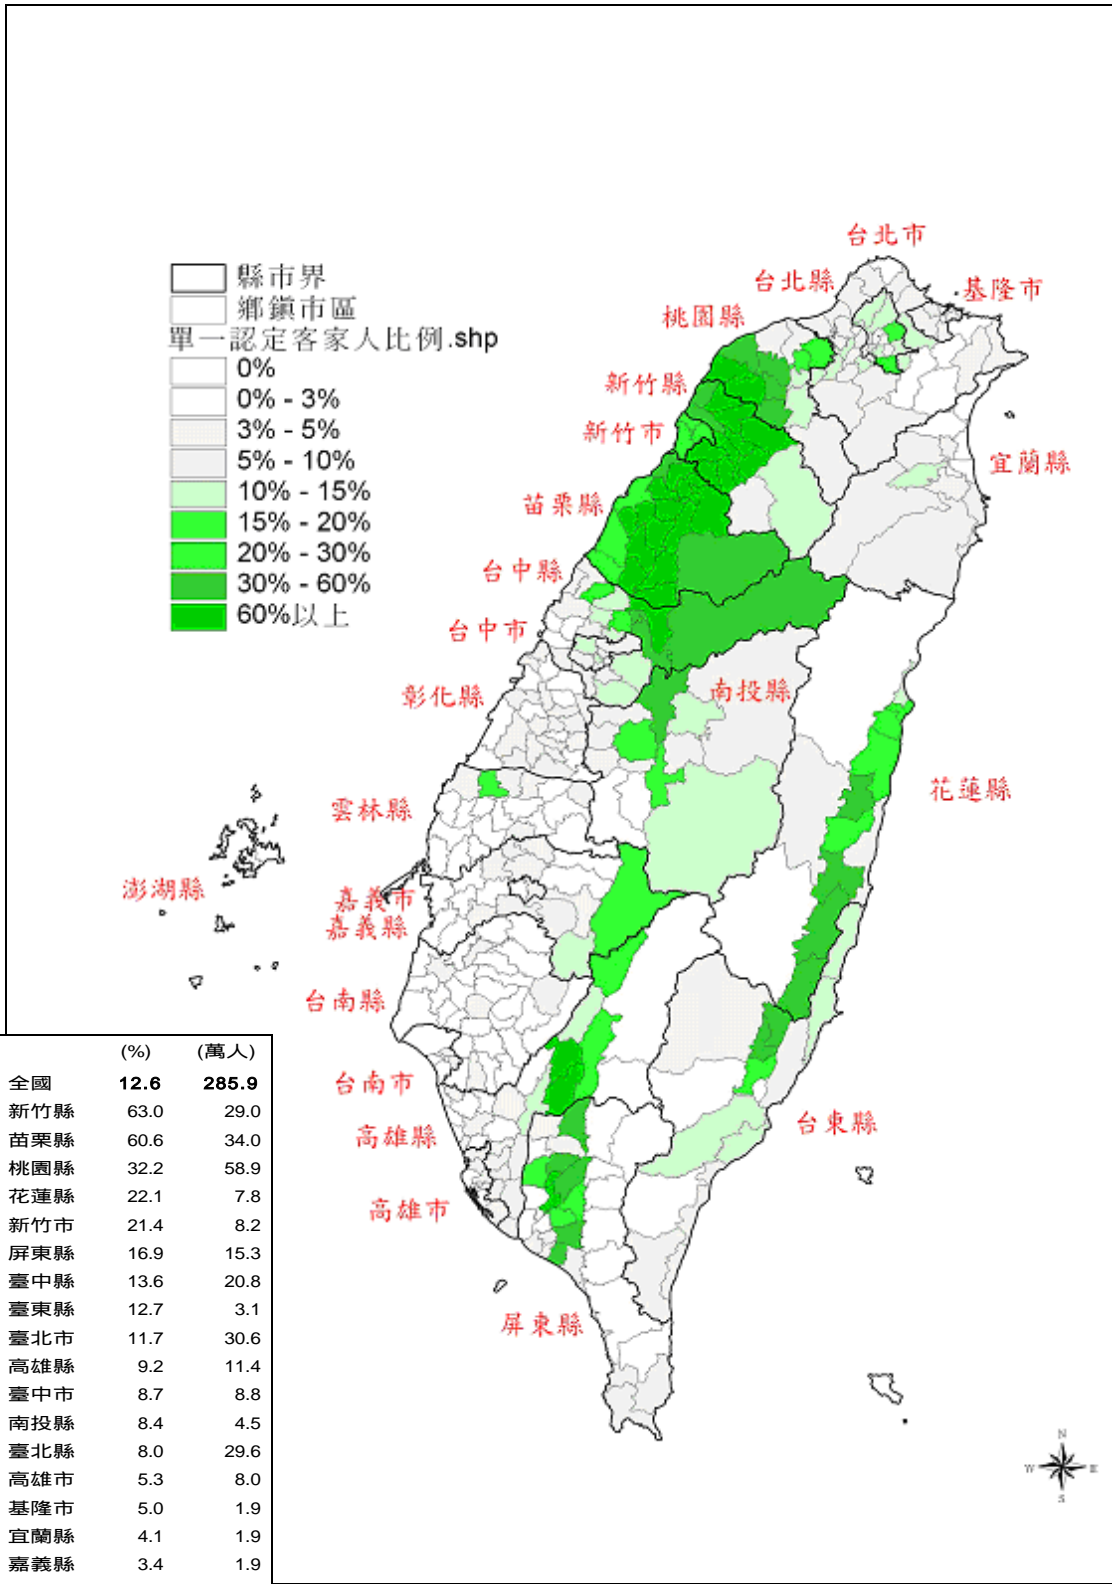 台北市
台北縣
基隆市
桃園縣
新竹縣
新竹市
宜蘭縣
苗栗縣
台中縣
台中市
彰化縣
南投縣
花蓮縣
雲林縣
澎湖縣
嘉義市
嘉義縣
台南縣
台南市
台東縣
高雄縣
高雄市
屏東縣
縣市界
鄉鎮市區
單一認定客家人比例.shp
0%
0% - 3%
3% - 5%
5% - 10%
10% - 15%
15% - 20%
20% - 30%
30% - 60%
60%以上
(%) (萬人)
全國 12.6 285.9
新竹縣 63.0 29.0
苗栗縣 60.6 34.0
桃園縣 32.2 58.9
花蓮縣 22.1 7.8
新竹市 21.4 8.2
屏東縣 16.9 15.3
臺中縣 13.6 20.8
臺東縣 12.7 3.1
臺北市 11.7 30.6
高雄縣 9.2 11.4
臺中市 8.7 8.8
南投縣 8.4 4.5
臺北縣 8.0 29.6
高雄市 5.3 8.0
基隆市 5.0 1.9
宜蘭縣 4.1 1.9
嘉義縣 3.4 1.9
N
W E
S